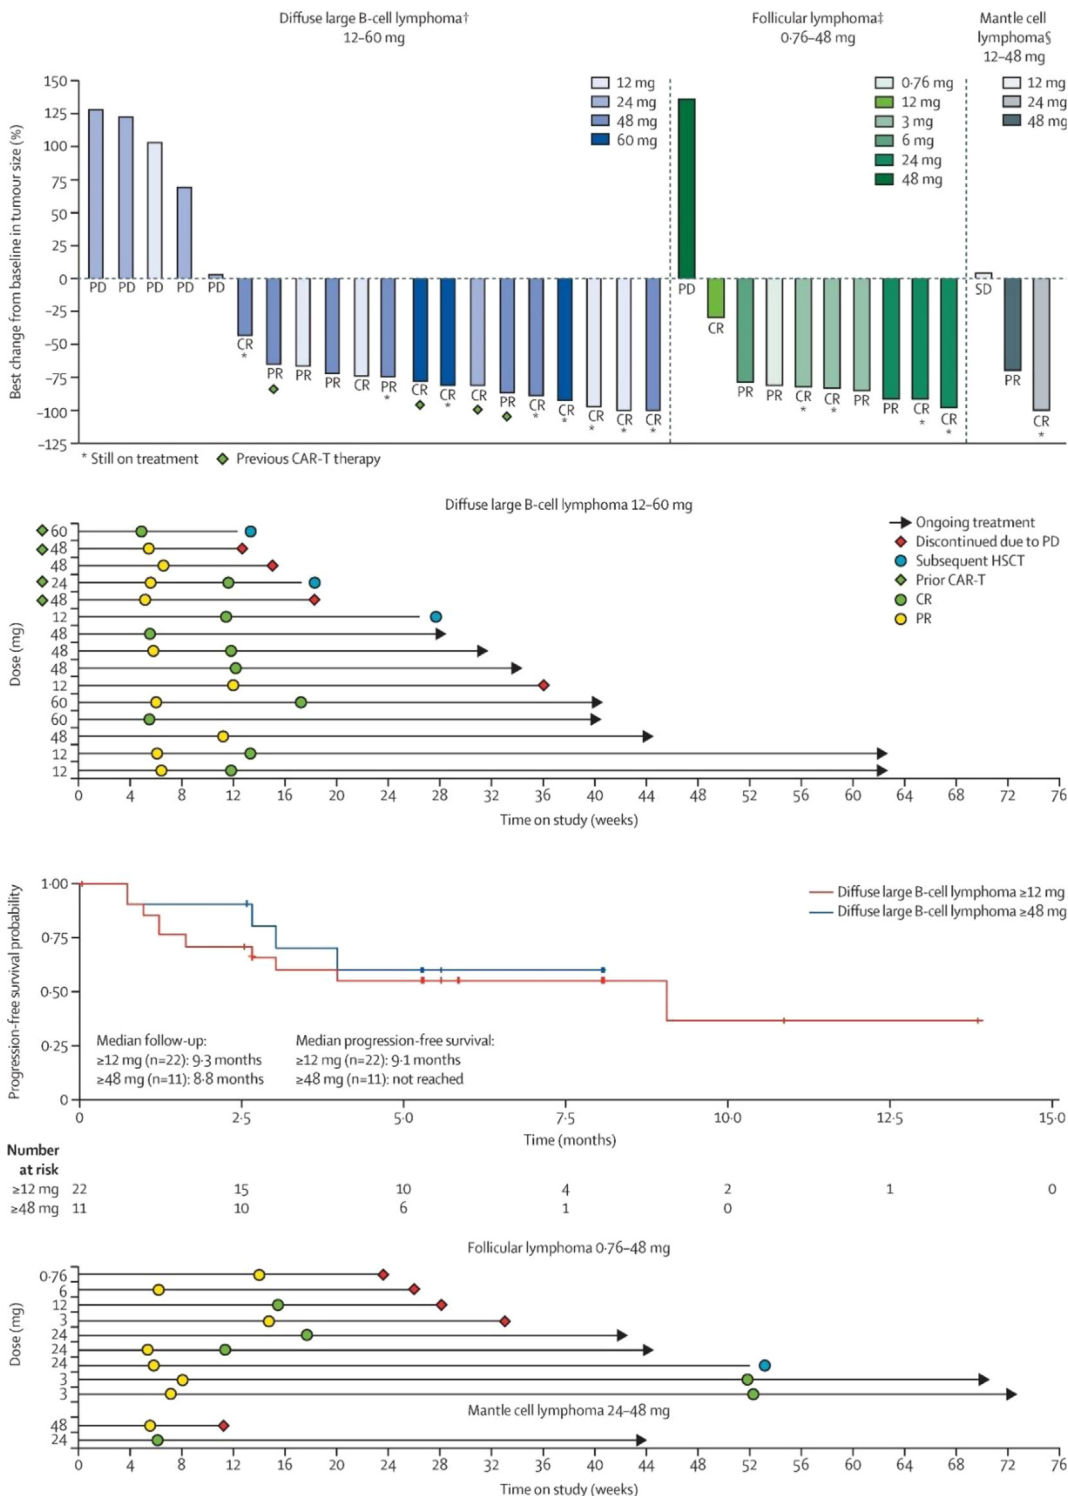 Diffuse large B-cell lymphoma†
12–60 mg
Follicular lymphoma‡
0·76–48 mg
Mantle cell
lymphoma§
12–48 mg
Best change from baseline in tumour size (%)
150
125
100
75
50
25
0
−25
−50
−75
−100
−125
12 mg
24 mg
48 mg
60 mg
0·76 mg
12 mg
3 mg
6 mg
24 mg
48 mg
12 mg
24 mg
48 mg
PD PD PD PD PD CR * PR PR PR CR PR * CR CR * CR PR CR * CR * CR * CR * CR *
PD CR PR PR CR * CR * PR PR CR * CR *
SD PR CR *
* Still on treatment Previous CAR-T therapy
Diffuse large B-cell lymphoma 12–60 mg
Dose (mg)
60
48
48
24
48
12
48
48
48
12
60
60
48
12
12
Ongoing treatment
Discontinued due to PD
Subsequent HSCT
Prior CAR-T
CR
PR
0 4 8 12 16 20 24 28 32 36 40 44 48 52 56 60 64 68 72 76
Time on study (weeks)
Progression-free survival probability
1·00
0·75
0·50
0·25
0
Diffuse large B-cell lymphoma ≥12 mg
Diffuse large B-cell lymphoma ≥48 mg
Median follow-up:
≥12 mg (n=22): 9·3 months
≥48 mg (n=11): 8·8 months
Median progression-free survival:
≥12 mg (n=22): 9·1 months
≥48 mg (n=11): not reached
0 2·5 5·0 7·5 10·0 12·5 15·0
Time (months)
Number
at risk
≥12 mg 22 15 10 4 2 1 0
≥48 mg 11 10 6 1 0
Follicular lymphoma 0·76–48 mg
Dose (mg)
0·76
6
12
3
24
24
24
3
3
Mantle cell lymphoma 24–48 mg
48
24
0 4 8 12 16 20 24 28 32 36 40 44 48 52 56 60 64 68 72 76
Time on study (weeks)